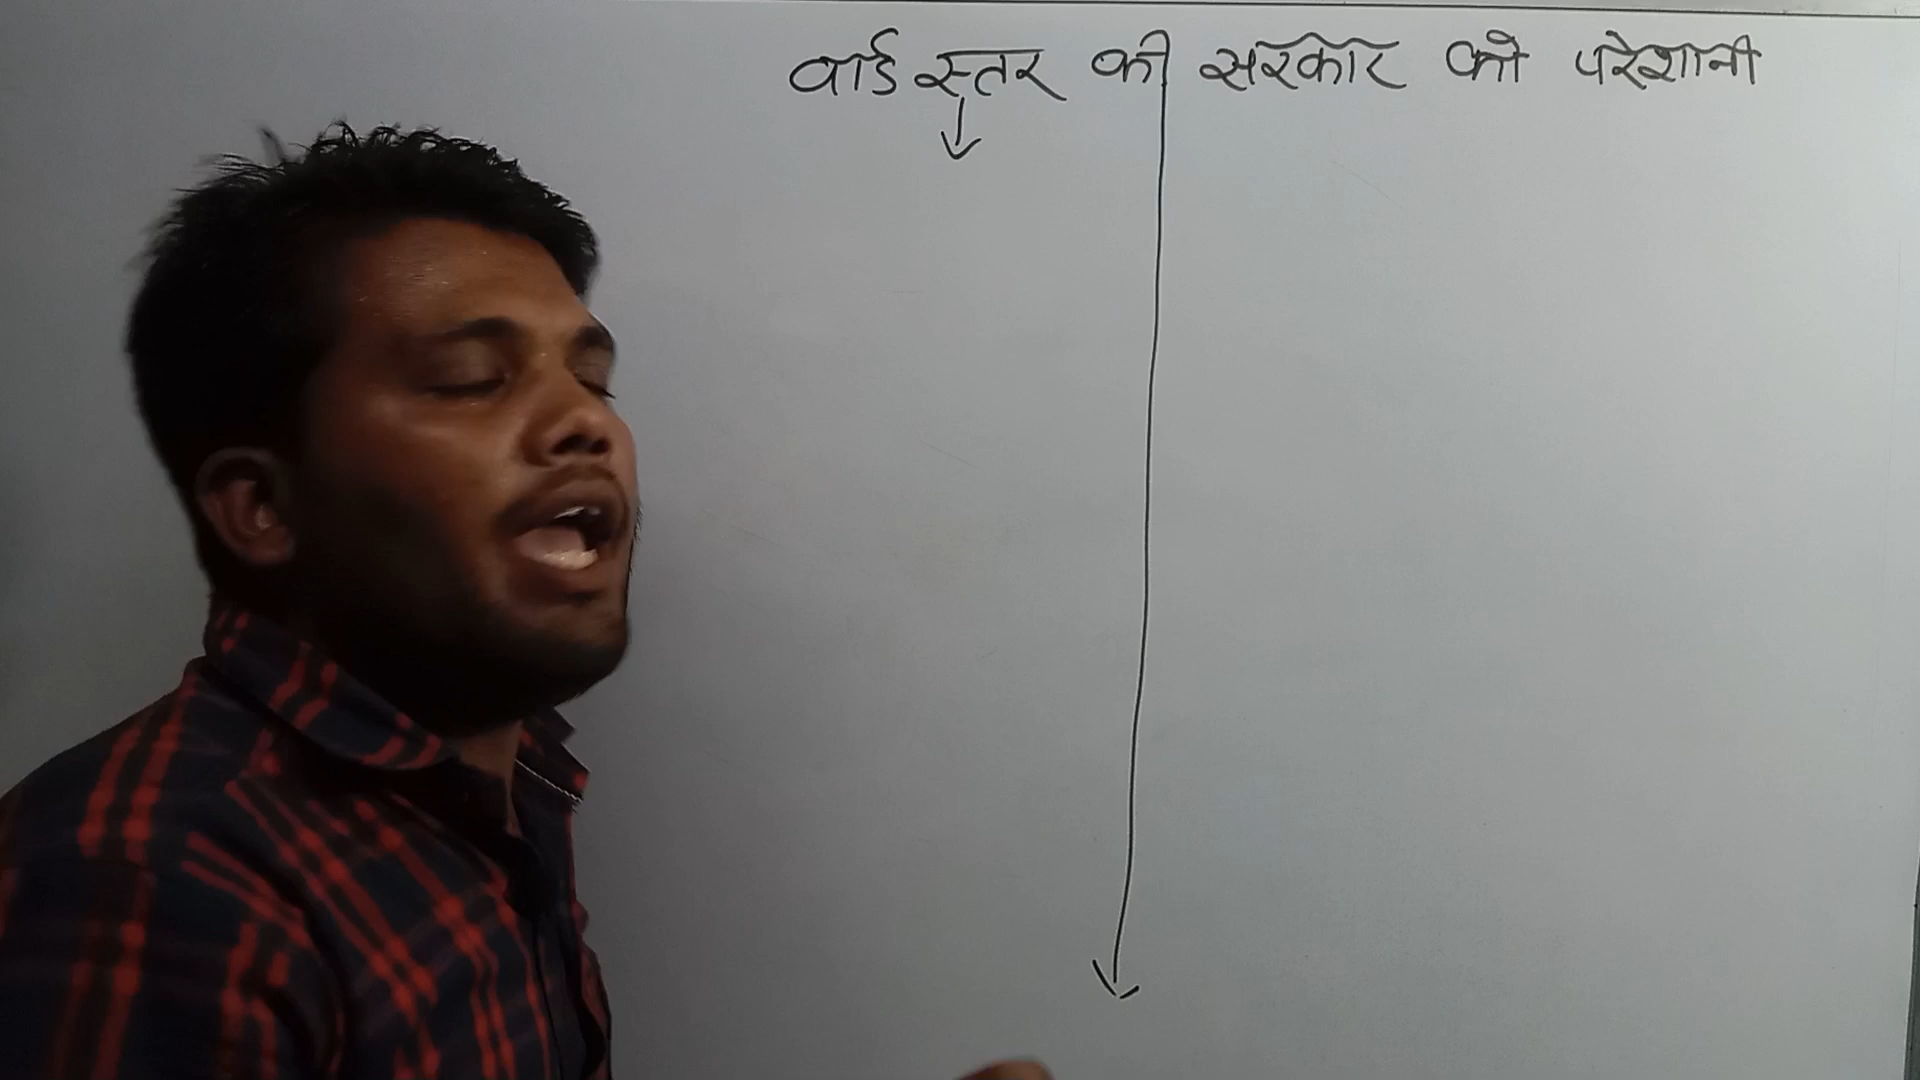 वार्ड स्तर की सरकार को परेशानी